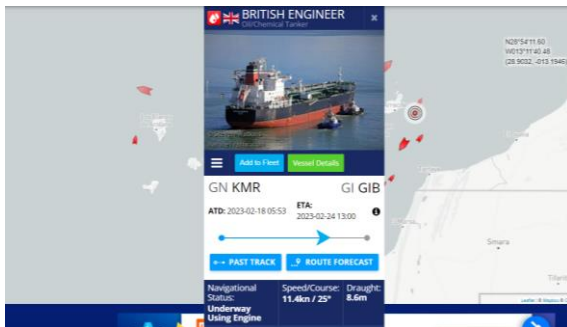 BRITISH ENGINEER
Oil/Chemical Tanker
N28°54'11.60
W013°11'40.48
(28.9032, -013.1946)
Add to Fleet
Vessel Details
GN KMR
GI GIB
ATD: 2023-02-18 05:53
ETA:
2023-02-24 13:00
PAST TRACK
ROUTE FORECAST
Navigational
Status:
Underway
Using Engine
Speed/Course:
11.4kn / 25°
Draught:
8.6m
Smara